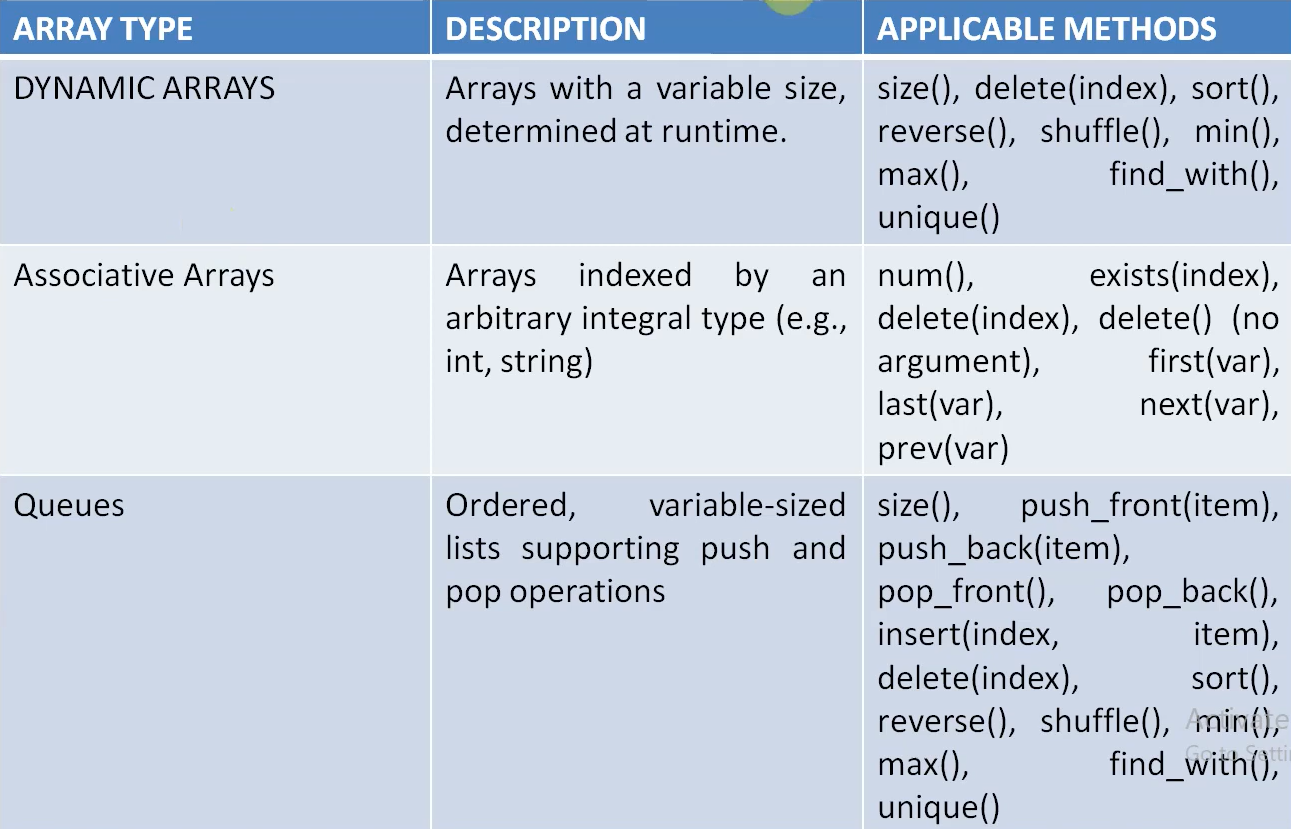 ARRAY TYPE
DESCRIPTION
APPLICABLE METHODS
DYNAMIC ARRAYS
Arrays with a variable size,
determined at runtime.
size(), delete(index), sort(),
reverse(), shuffle(), min(),
max(), find_with(),
unique()
Associative Arrays
Arrays indexed by an
arbitrary integral type (e.g.,
int, string)
num(), exists(index),
delete(index), delete() (no
argument), first(var),
last(var), next(var),
prev(var)
Queues
Ordered, variable-sized
lists supporting push and
pop operations
size(), push_front(item),
push_back(item),
pop_front(), pop_back(),
insert(index, item),
delete(index), sort(),
reverse(), shuffle(), min(),
max(), find_with(),
unique()
Activate
Go to Setti